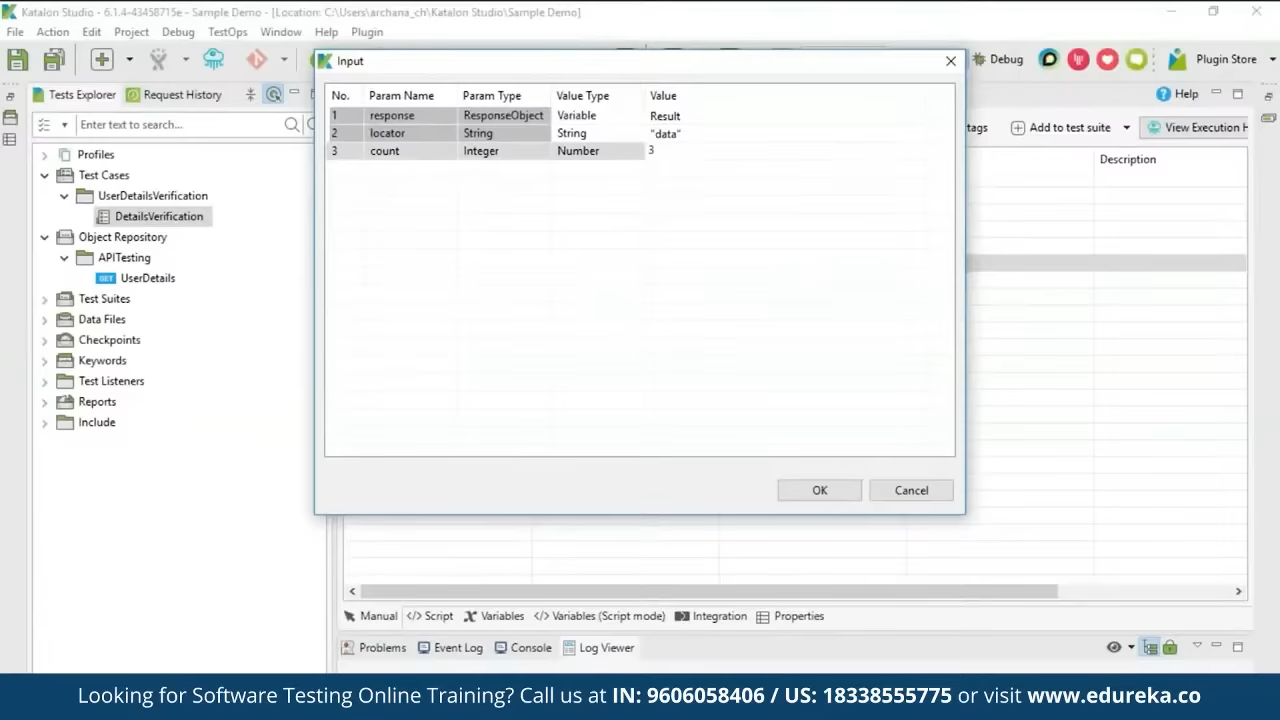 Katalon Studio - 6.1.4-43458715e - Sample Demo - [Location: C:\Users\archana_ch\Katalon Studio\Sample Demo]
File Action Edit Project Debug TestOps Window Help Plugin
Debug Plugin Store
Input
Tests Explorer Request History
Help
Enter text to search...
tags Add to test suite View Execution H
No. Param Name Param Type Value Type Value
1 response ResponseObject Variable Result
2 locator String String "data"
3 count Integer Number 3
Description
Profiles
Test Cases
UserDetailsVerification
DetailsVerification
Object Repository
APITesting
GET UserDetails
Test Suites
Data Files
Checkpoints
Keywords
Test Listeners
Reports
Include
OK Cancel
Manual </> Script Variables </> Variables (Script mode) Integration Properties
Problems Event Log Console Log Viewer
Looking for Software Testing Online Training? Call us at IN: 9606058406 / US: 18338555775 or visit www.edureka.co